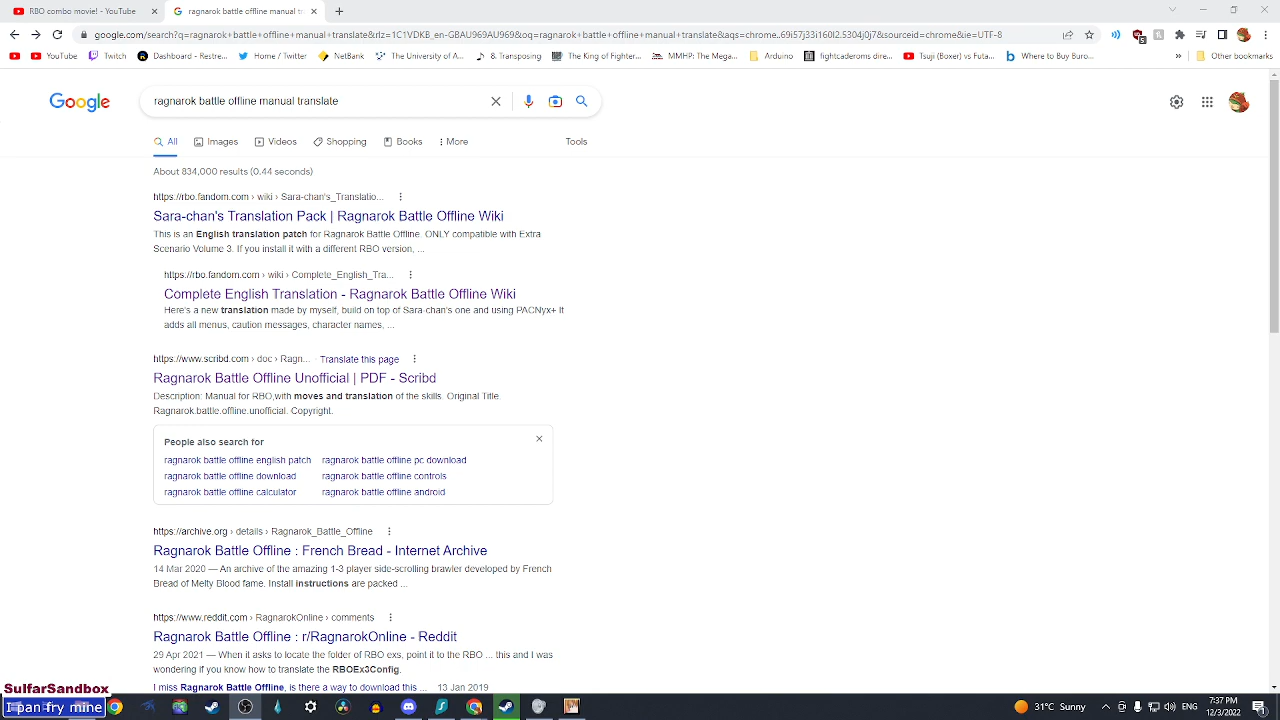 RBO combo movie! - YouTube
ragnarok battle offline manual tr
google.com/search?q=ragnarok+battle+offline+manual+translate&rlz=1C1VDKB_en-GBAU969AU969&oq=ragnarok+battle+offline+manual+translate&aqs=chrome..69i57j33i160l2.5304j0j7&sourceid=chrome&ie=UTF-8
YouTube
Twitch
Dashboard - Restre...
Home / Twitter
NetBank
The University of A...
8. Transposing
The King of Fighter...
MMHP: The Mega...
Arduino
fightcaderoms dire...
Tsuji (Boxer) vs Futa...
Where to Buy Buro...
»
Other bookmarks
Google
ragnarok battle offline manual translate
All
Images
Videos
Shopping
Books
More
Tools
About 834,000 results (0.44 seconds)
https://rbo.fandom.com › wiki › Sara-chan's_Translatio...
Sara-chan's Translation Pack | Ragnarok Battle Offline Wiki
This is an English translation patch for Ragnarok Battle Offline. ONLY compatible with Extra
Scenario Volume 3. If you install it with a different RBO version, ...
https://rbo.fandom.com › wiki › Complete_English_Tra...
Complete English Translation - Ragnarok Battle Offline Wiki
Here's a new translation made by myself, build on top of Sara-chan's one and using PACNyx+ It
adds all menus, caution messages, character names, ...
https://www.scribd.com › doc › Ragn... · Translate this page
Ragnarok Battle Offline Unofficial | PDF - Scribd
Description: Manual for RBO,with moves and translation of the skills. Original Title.
Ragnarok.battle.offline.unofficial. Copyright.
People also search for
ragnarok battle offline english patch
ragnarok battle offline pc download
ragnarok battle offline download
ragnarok battle offline controls
ragnarok battle offline calculator
ragnarok battle offline android
https://archive.org › details › Ragnarok_Battle_Offline
Ragnarok Battle Offline : French Bread - Internet Archive
14 Mar 2020 — An archive of the amazing 1-3 player side-scrolling brawler developed by French
Bread of Melty Blood fame. Install instructions are packed ...
https://www.reddit.com › RagnarokOnline › comments
Ragnarok Battle Offline : r/RagnarokOnline - Reddit
29 Apr 2021 — When it asks to locate the folder of RBO exs, point it to the RBO ... this and I was
wondering if you know how to translate the RBOEx3Config.
I miss Ragnarok Battle Offline, is there a way to download this ...
13 Jan 2019
SulfarSandbox
I pan fry mine
31°C Sunny
ENG
7:37 PM
12/3/2022